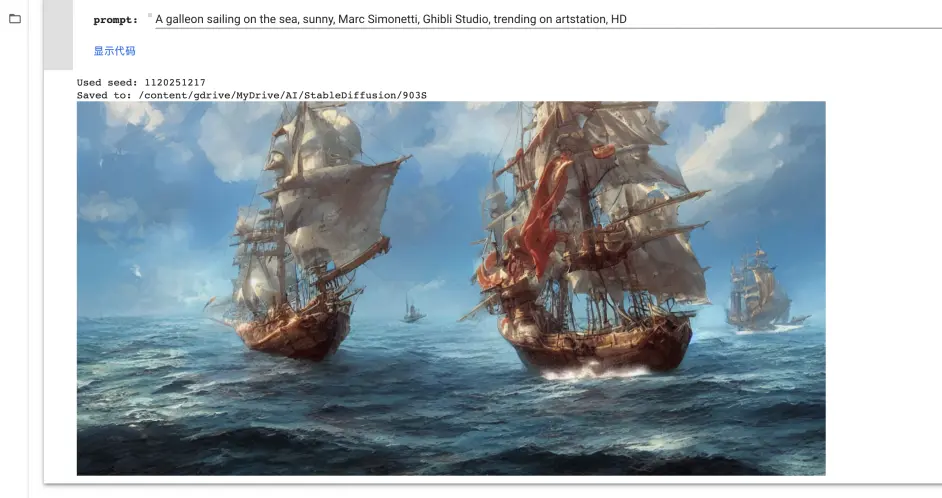 prompt: A galleon sailing on the sea, sunny, Marc Simonetti, Ghibli Studio, trending on artstation, HD
显示代码
Used seed: 1120251217
Saved to: /content/gdrive/MyDrive/AI/StableDiffusion/903S